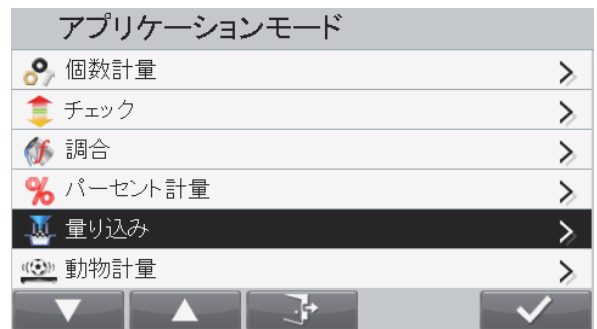 アプリケーションモード
個数計量
チェック
調合
パーセント計量
量り込み
動物計量